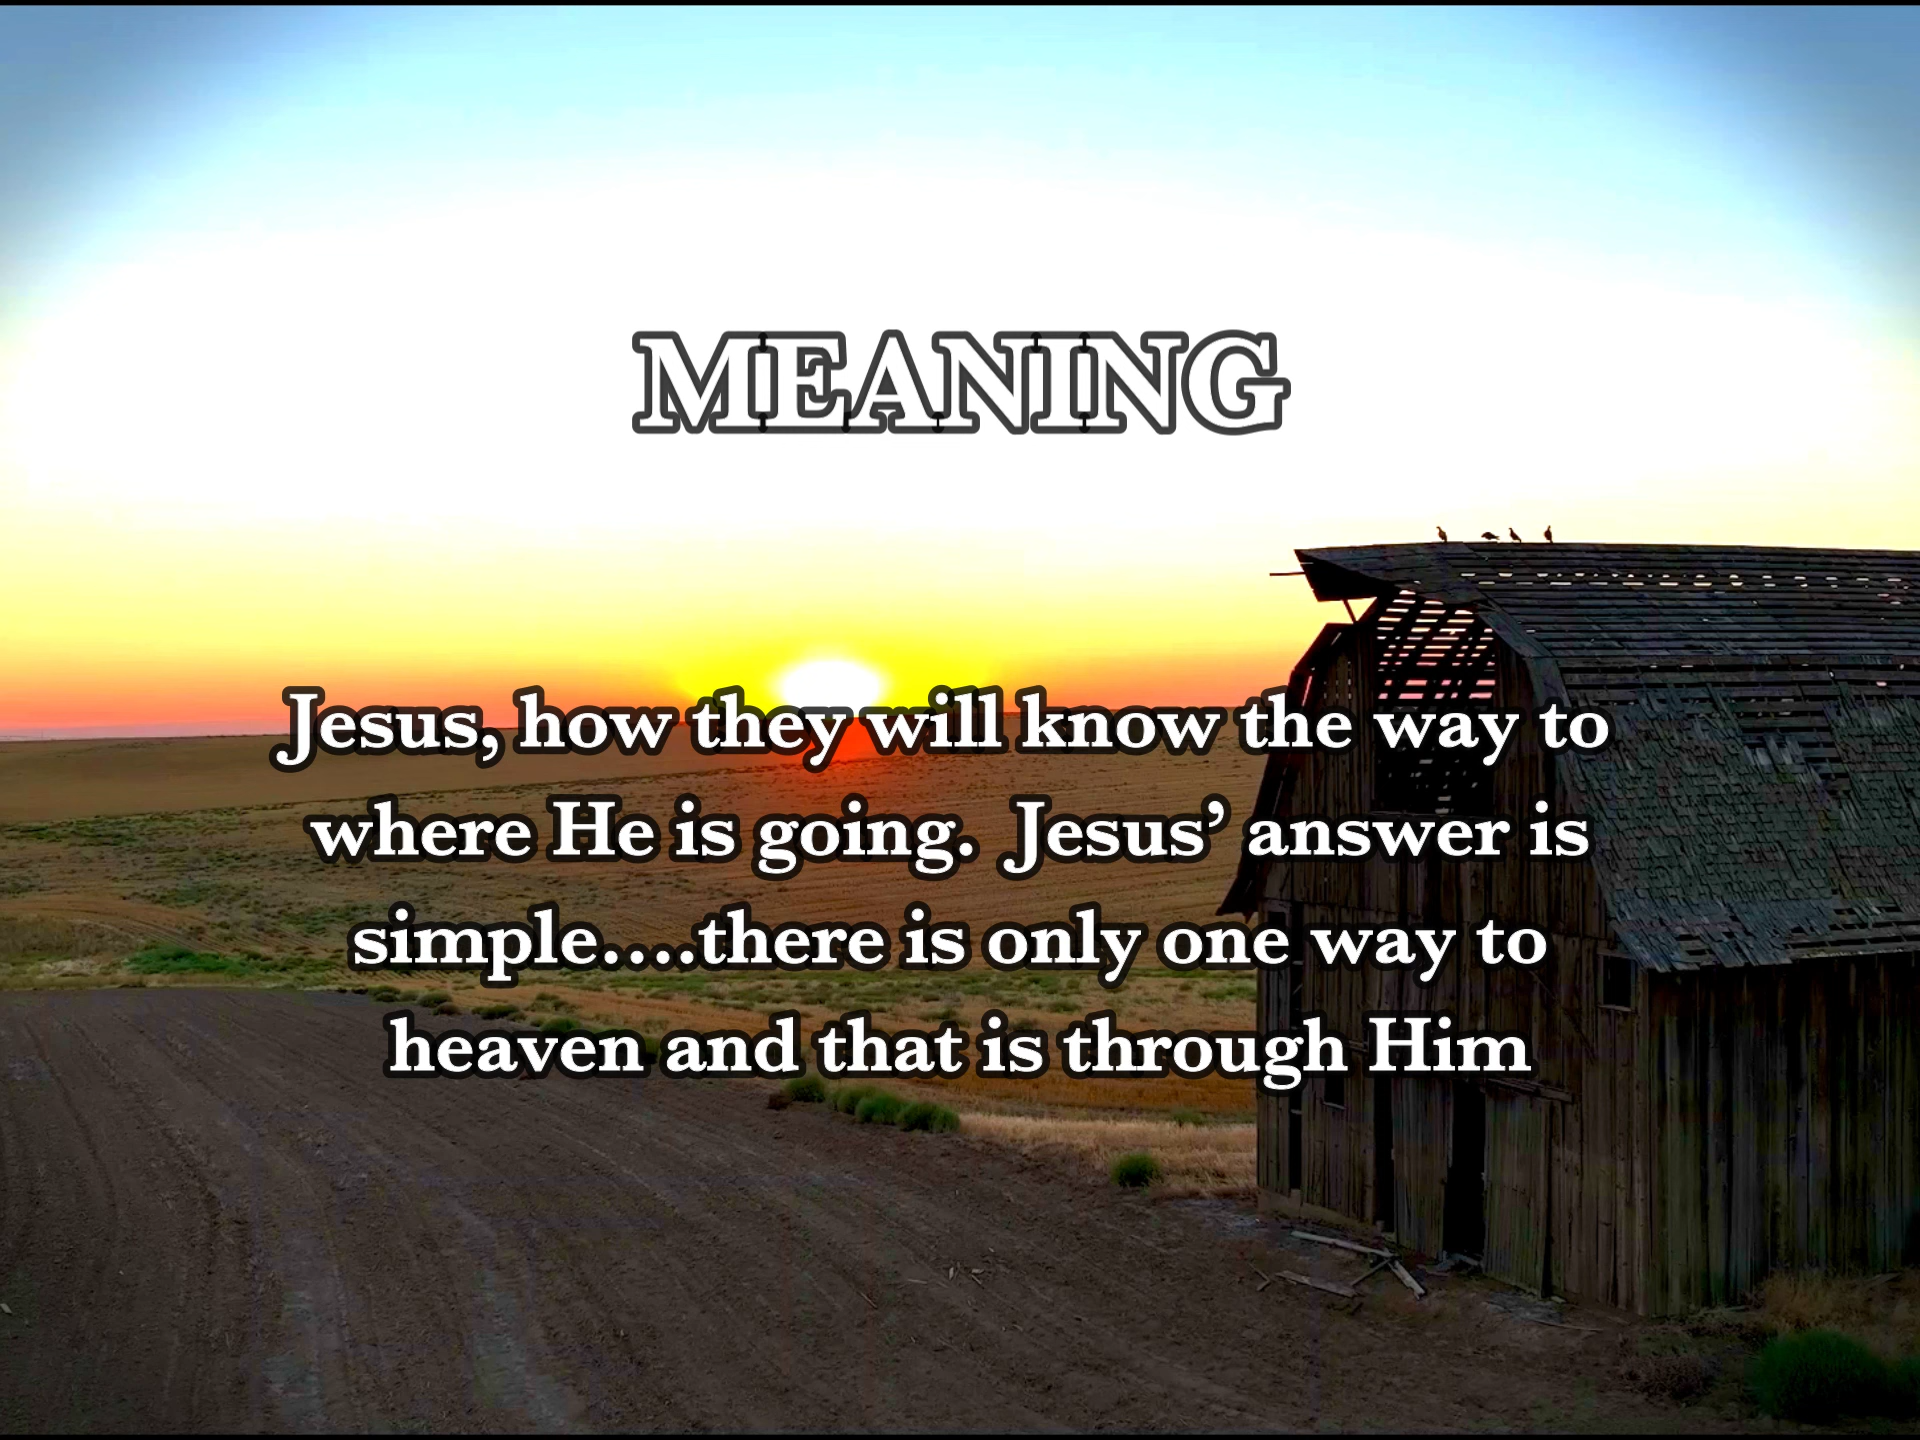 MEANING
Jesus, how they will know the way to
where He is going.  Jesus’ answer is
simple....there is only one way to
heaven and that is through Him